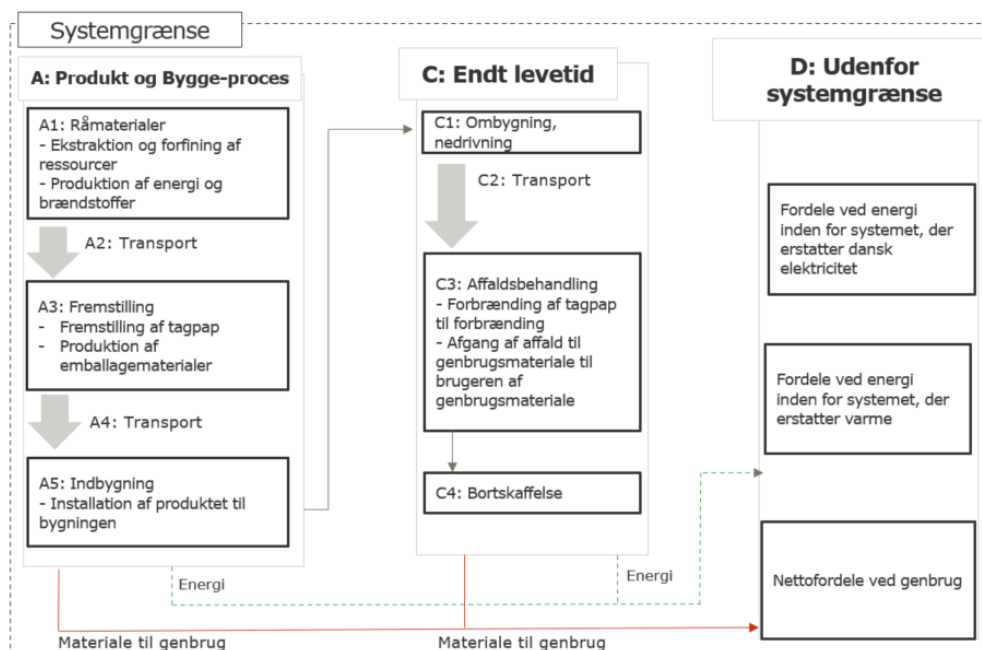 Systemgrænse
A: Produkt og Bygge-proces
A1: Råmaterialer
- Ekstraktion og forfining af
ressourcer
- Produktion af energi og
brændstoffer
A2: Transport
A3: Fremstilling
- Fremstilling af tagpap
- Produktion af
emballagematerialer
A4: Transport
A5: Indbygning
- Installation af produktet til
bygningen
Energi
Materiale til genbrug
C: Endt levetid
C1: Ombygning,
nedrivning
C2: Transport
C3: Affaldsbehandling
- Forbrænding af tagpap
til forbrænding
- Afgang af affald til
genbrugsmateriale til
brugeren af
genbrugsmateriale
C4: Bortskaffelse
Energi
Materiale til genbrug
D: Udenfor
systemgrænse
Fordele ved energi
inden for systemet, der
erstatter dansk
elektricitet
Fordele ved energi
inden for systemet, der
erstatter varme
Nettofordele ved genbrug